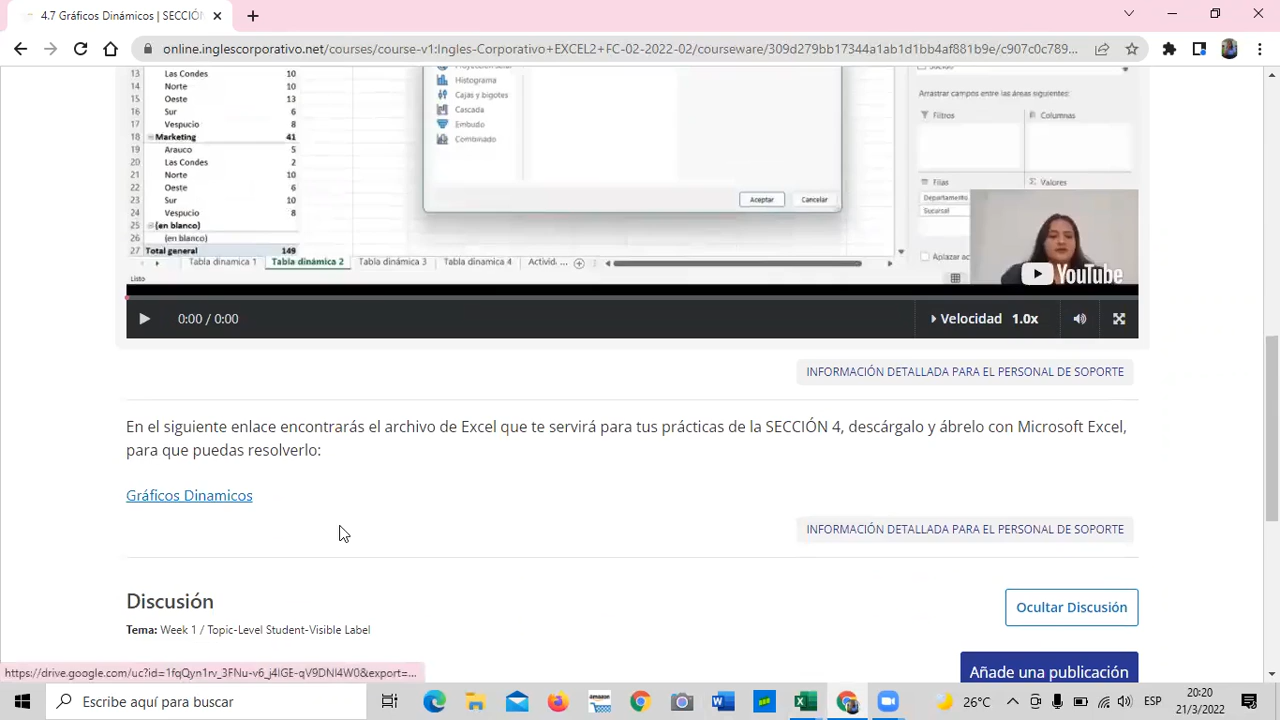 4.7 Gráficos Dinámicos | SECCIÓN
online.inglescorporativo.net/courses/course-v1:Ingles-Corporativo+EXCEL2+FC-02-2022-02/courseware/309d279bb17344a1ab1d1bb4af881b9e/c907c0c789...
13 Las Condes 10
14 Norte 10
15 Oeste 13
16 Sur 6
17 Vespucio 8
18 Marketing 41
19 Arauco 5
20 Las Condes 2
21 Norte 10
22 Oeste 6
23 Sur 10
24 Vespucio 8
25 (en blanco)
26 (en blanco)
27 Total general 149
Histograma
Cajas y bigotes
Cascada
Embudo
Combinado
Aceptar Cancelar
Arrastrar campos entre las áreas siguientes:
Filtros Columnas
Filas Valores
Departamento
Sucursal
Aplazar ac
Tabla dinamica 1 Tabla dinámica 2 Tabla dinámica 3 Tabla dinamica 4 Activid. ...
Listo
YouTube
0:00 / 0:00 Velocidad 1.0x
INFORMACIÓN DETALLADA PARA EL PERSONAL DE SOPORTE
En el siguiente enlace encontrarás el archivo de Excel que te servirá para tus prácticas de la SECCIÓN 4, descárgalo y ábrelo con Microsoft Excel,
para que puedas resolverlo:
Gráficos Dinamicos
INFORMACIÓN DETALLADA PARA EL PERSONAL DE SOPORTE
Discusión
Ocultar Discusión
Tema: Week 1 / Topic-Level Student-Visible Label
Añade una publicación
https://drive.google.com/uc?id=1fqQyn1rv_3FNu-v6_j4lGE-qV9DNl4W0&export=...
Escribe aquí para buscar
26°C
ESP
20:20
21/3/2022